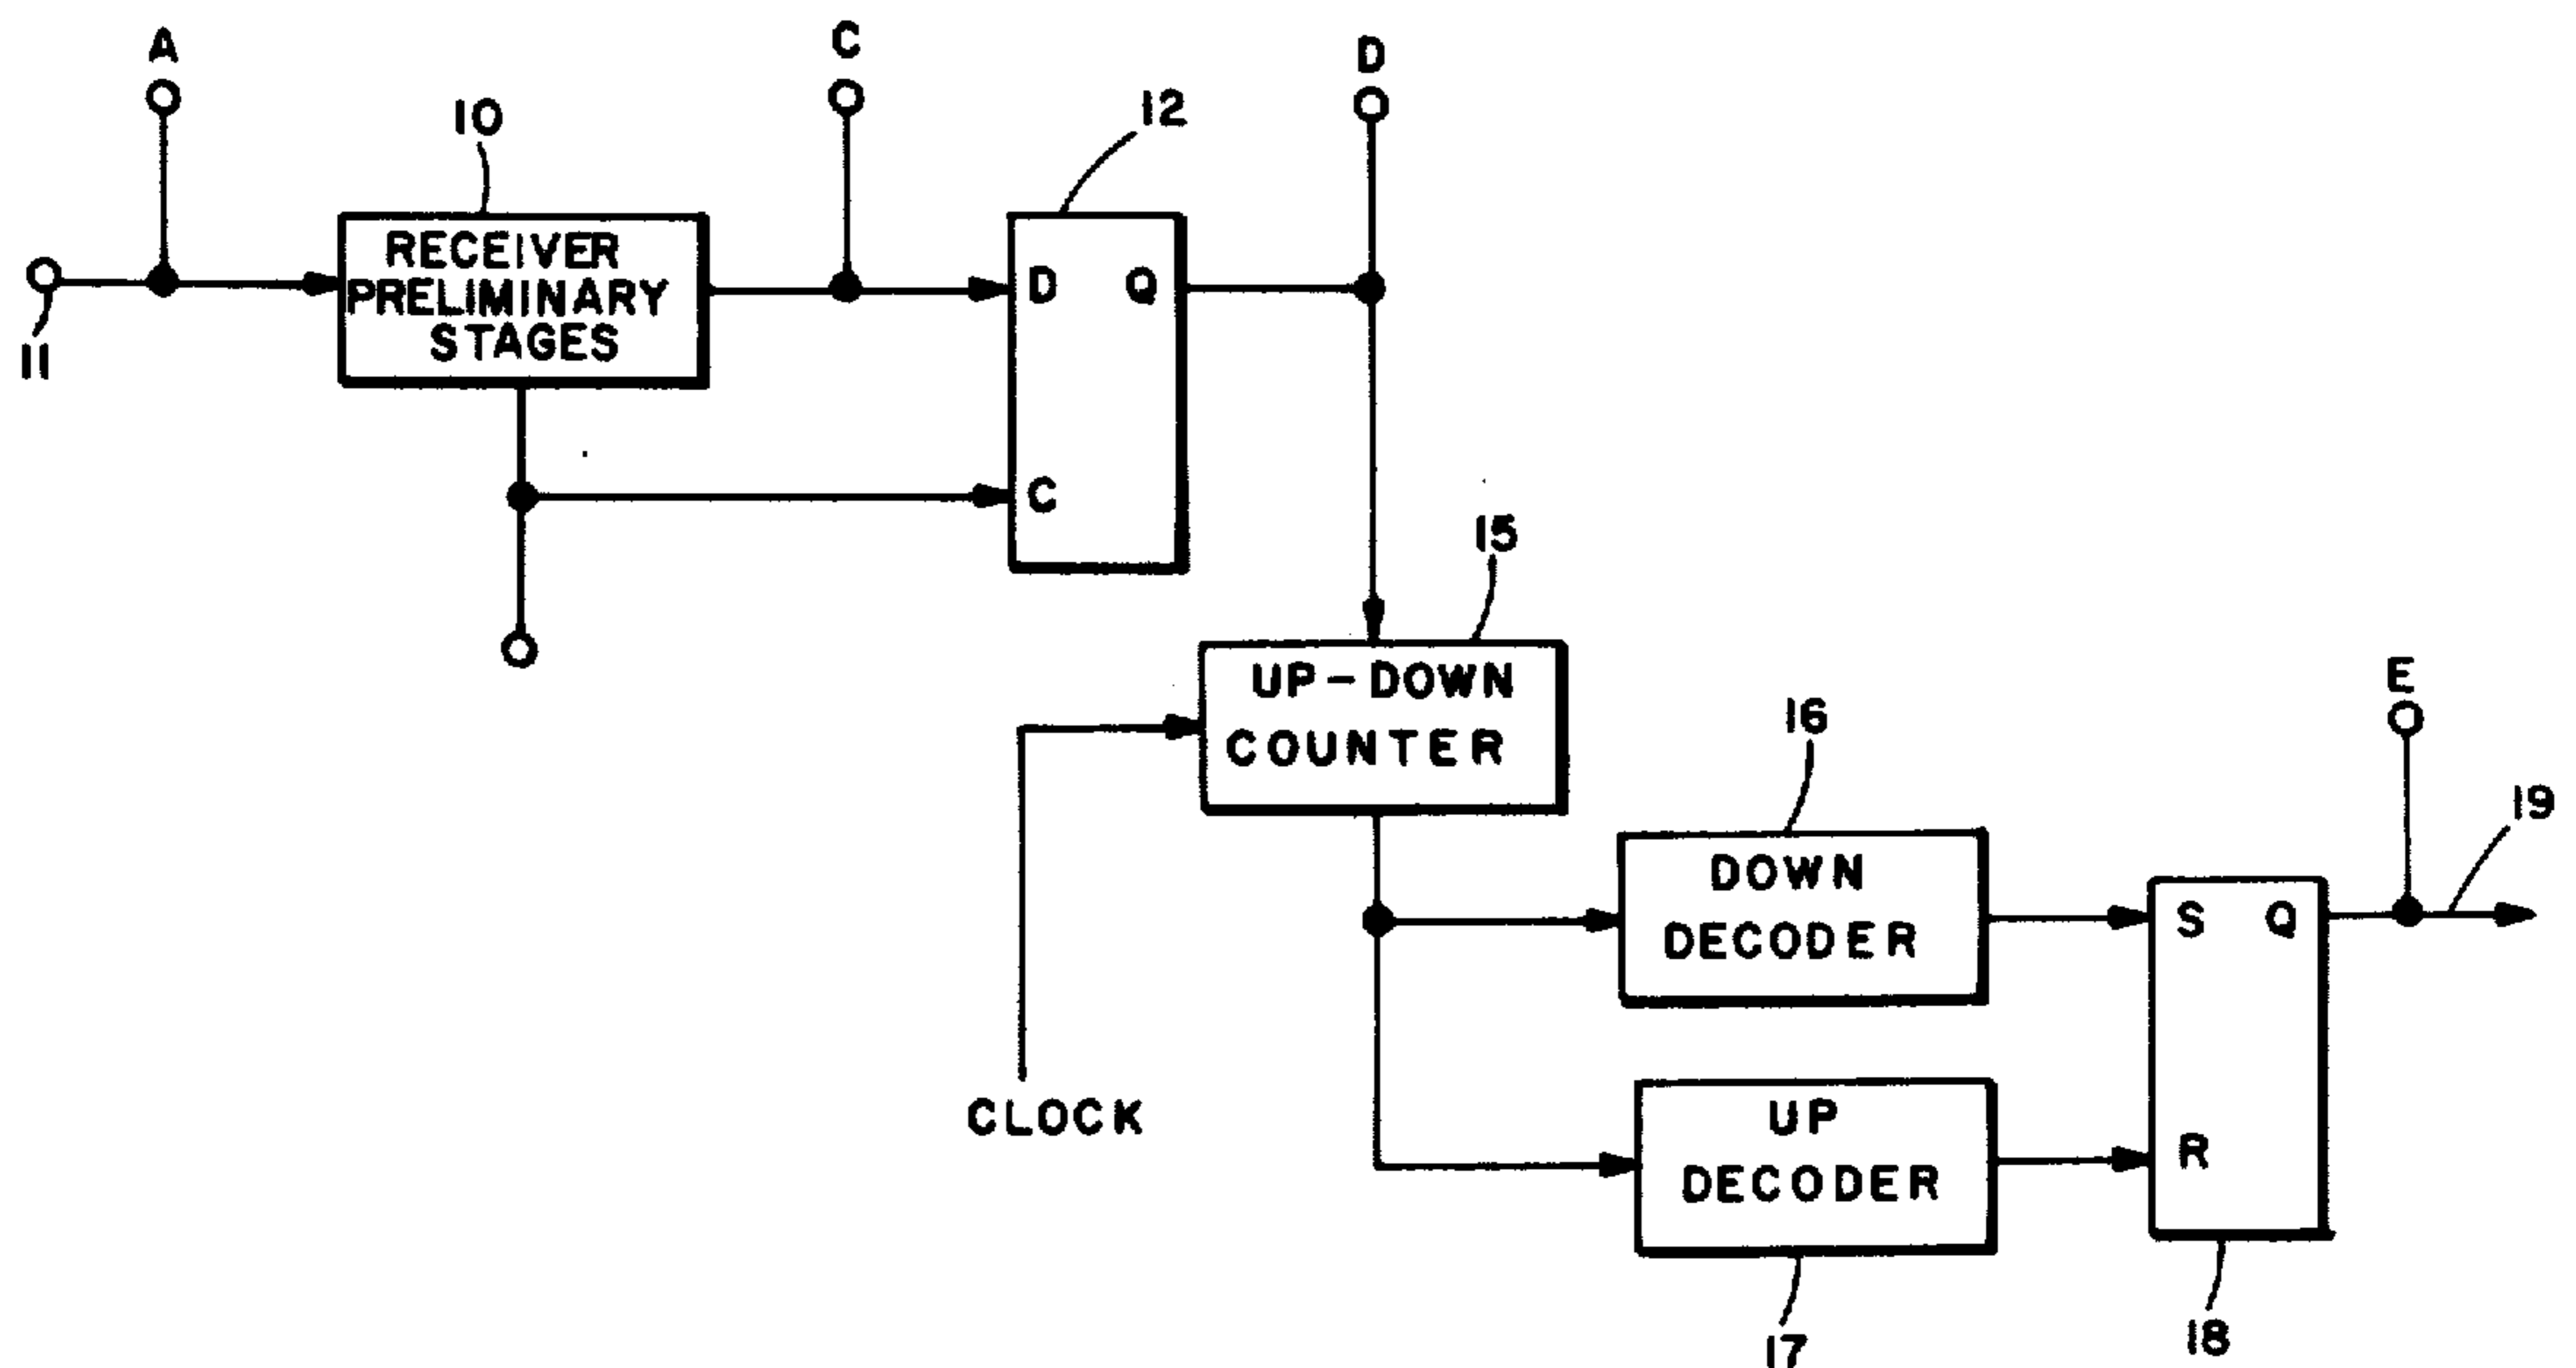 A
C
D
10
12
RECEIVER
PRELIMINARY
STAGES
D Q
11
C
15
UP-DOWN
COUNTER
E
16
19
DOWN
DECODER
S Q
CLOCK
UP
DECODER
R
17
18